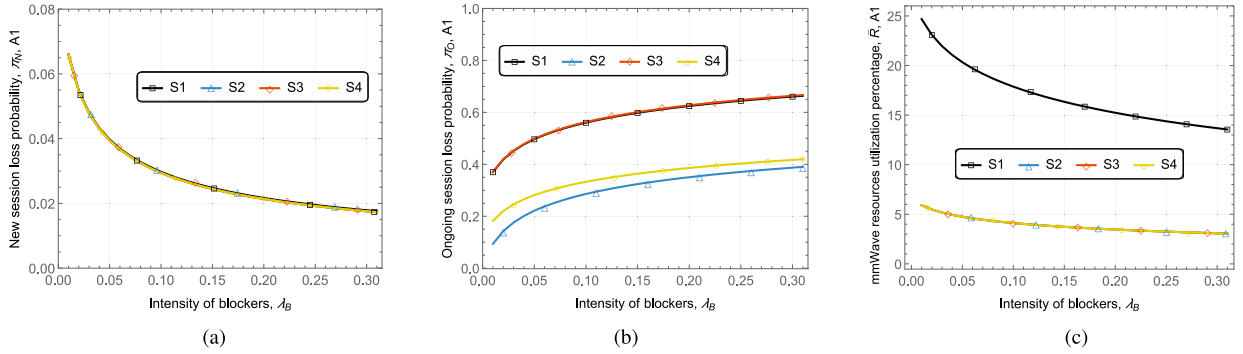 New session loss probability, π_N, A1
0.08
0.06
0.04
0.02
0.00
S1 S2 S3 S4
0.00 0.05 0.10 0.15 0.20 0.25 0.30
Intensity of blockers, λ_B
(a)
Ongoing session loss probability, π_O, A1
1.0
0.8
0.6
0.4
0.2
0.0
S1 S2 S3 S4
0.00 0.05 0.10 0.15 0.20 0.25 0.30
Intensity of blockers, λ_B
(b)
mmWave resources utilization percentage, R̄, A1
25
20
15
10
5
0
S1 S2 S3 S4
0.00 0.05 0.10 0.15 0.20 0.25 0.30
Intensity of blockers, λ_B
(c)